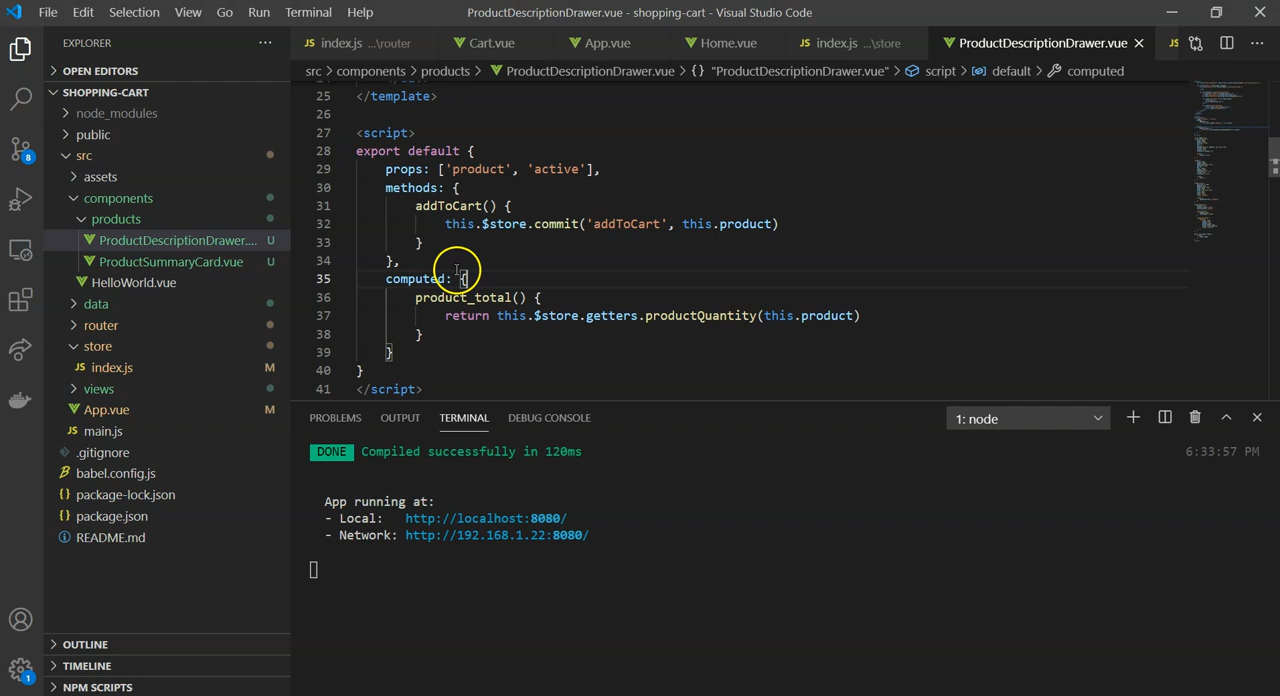 File Edit Selection View Go Run Terminal Help ProductDescriptionDrawer.vue - shopping-cart - Visual Studio Code
EXPLORER
JS index.js ...\router Cart.vue App.vue Home.vue JS index.js ...\store ProductDescriptionDrawer.vue JS
OPEN EDITORS
src > components > products > ProductDescriptionDrawer.vue > {} "ProductDescriptionDrawer.vue" > script > default > computed
SHOPPING-CART
node_modules
public
src
assets
components
products
ProductDescriptionDrawer.... U
ProductSummaryCard.vue U
HelloWorld.vue
data
router
store
JS index.js M
views
App.vue M
JS main.js
.gitignore
babel.config.js
{} package-lock.json
{} package.json
README.md
OUTLINE
TIMELINE
NPM SCRIPTS
8
1
25 </template>
26
27 <script>
28 export default {
29 props: ['product', 'active'],
30 methods: {
31 addToCart() {
32 this.$store.commit('addToCart', this.product)
33 }
34 },
35 computed: {
36 product_total() {
37 return this.$store.getters.productQuantity(this.product)
38 }
39 }
40 }
41 </script>
PROBLEMS OUTPUT TERMINAL DEBUG CONSOLE 1: node
DONE Compiled successfully in 120ms 6:33:57 PM
App running at:
- Local: http://localhost:8080/
- Network: http://192.168.1.22:8080/